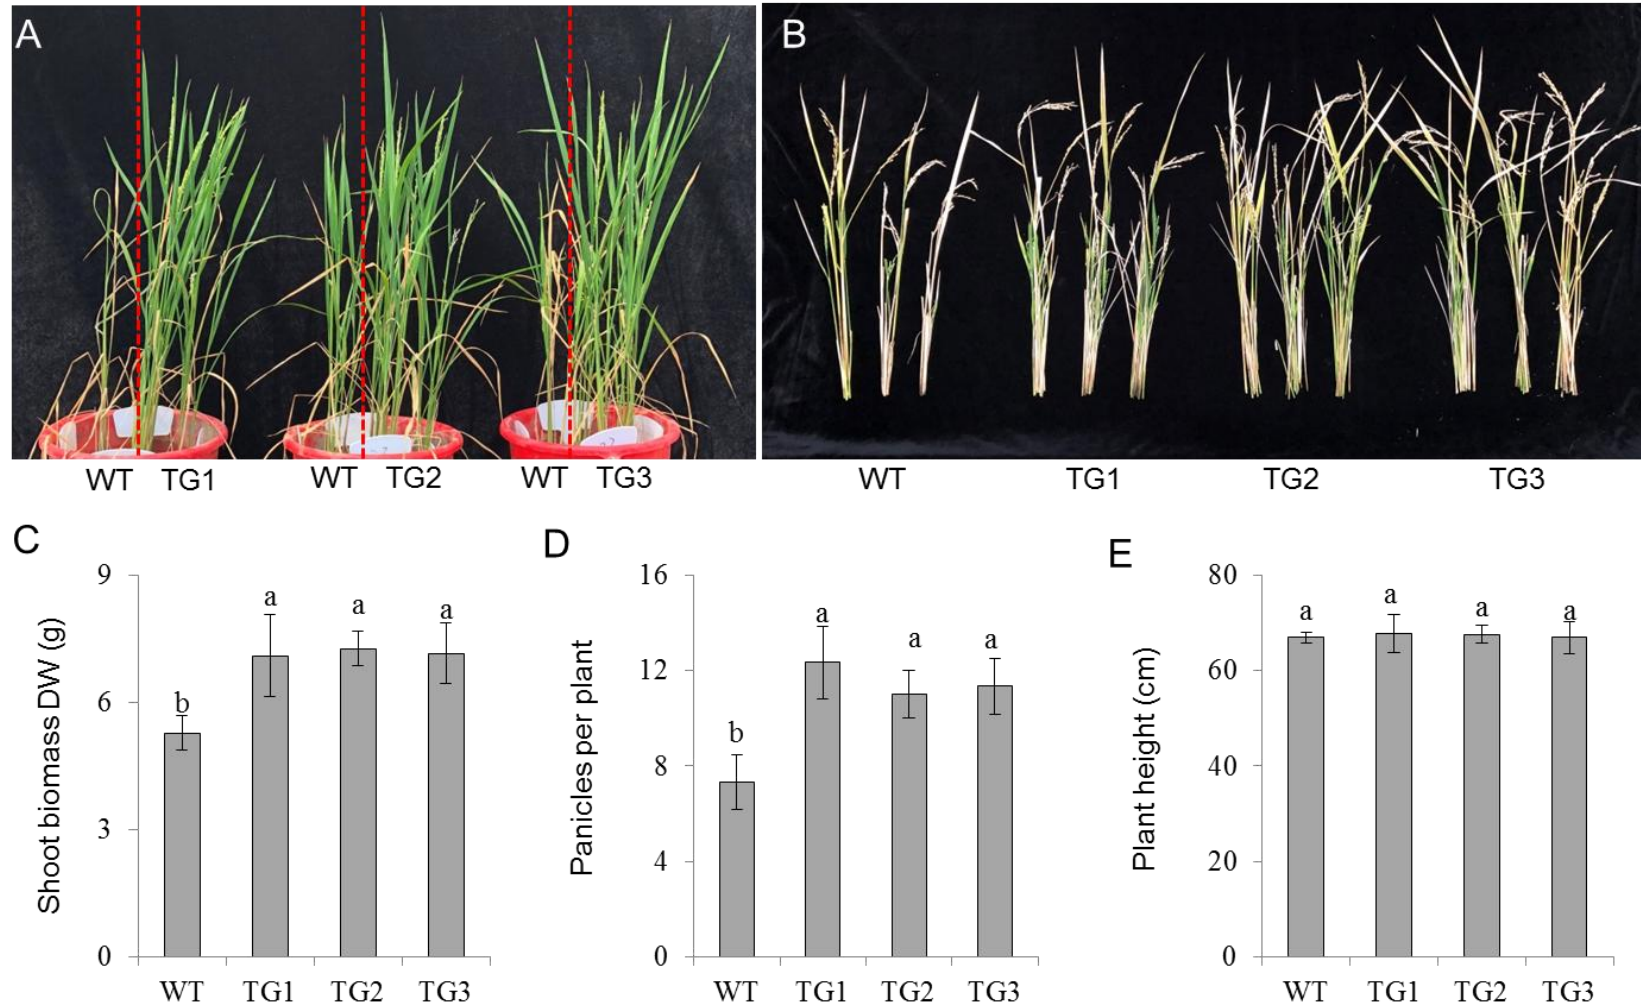 A
B
WT TG1 WT TG2 WT TG3
WT TG1 TG2 TG3
C
Shoot biomass DW (g)
9
6
3
0
b a a a
WT TG1 TG2 TG3
D
Panicles per plant
16
12
8
4
0
b a a a
WT TG1 TG2 TG3
E
Plant height (cm)
80
60
40
20
0
a a a a
WT TG1 TG2 TG3